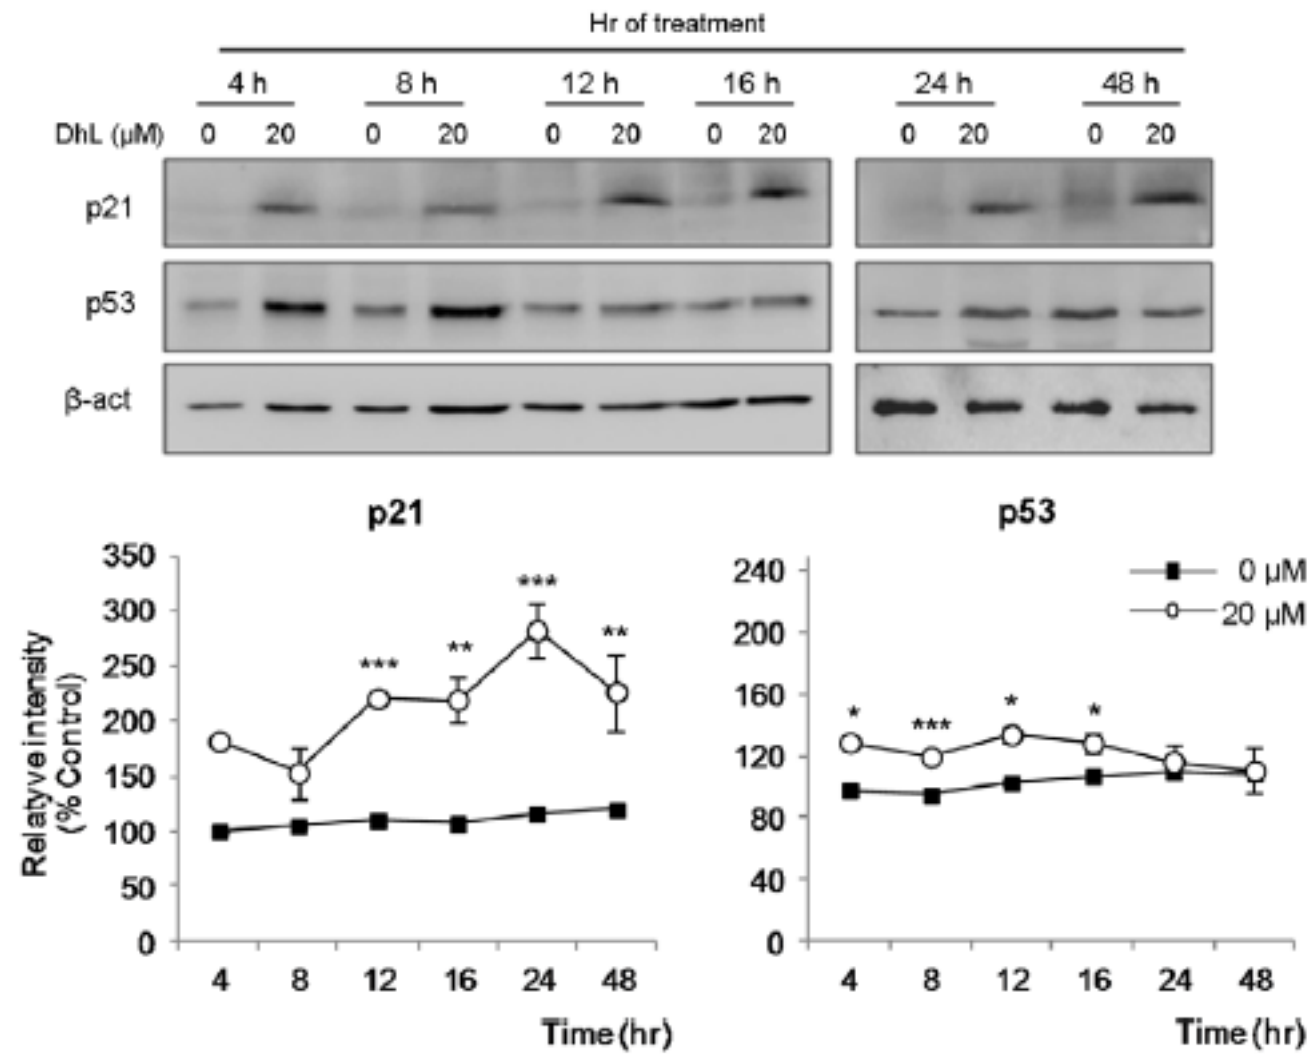 Hr of treatment
4 h 8 h 12 h 16 h 24 h 48 h
DhL (µM) 0 20 0 20 0 20 0 20 0 20 0 20
p21
p53
β-act
p21
350
300
250
200
150
100
50
0
Relatyve intensity
(% Control)
***
**
***
**
4 8 12 16 24 48
Time (hr)
p53
240
200
160
120
80
40
0
0 µM
20 µM
*
***
*
*
4 8 12 16 24 48
Time (hr)